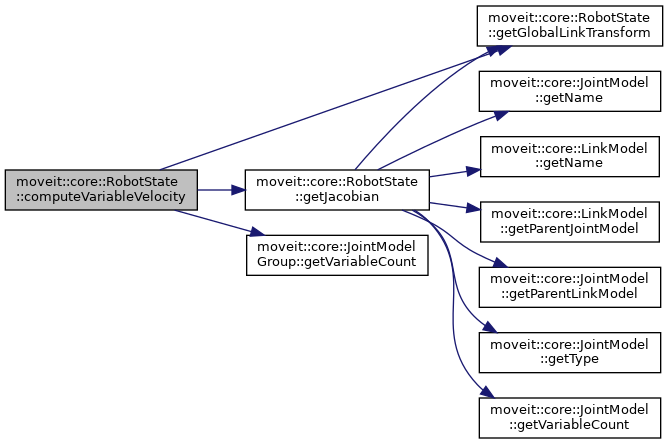 moveit::core::RobotState
::computeVariableVelocity
moveit::core::RobotState
::getJacobian
moveit::core::JointModel
Group::getVariableCount
moveit::core::RobotState
::getGlobalLinkTransform
moveit::core::JointModel
::getName
moveit::core::LinkModel
::getName
moveit::core::LinkModel
::getParentJointModel
moveit::core::JointModel
::getParentLinkModel
moveit::core::JointModel
::getType
moveit::core::JointModel
::getVariableCount